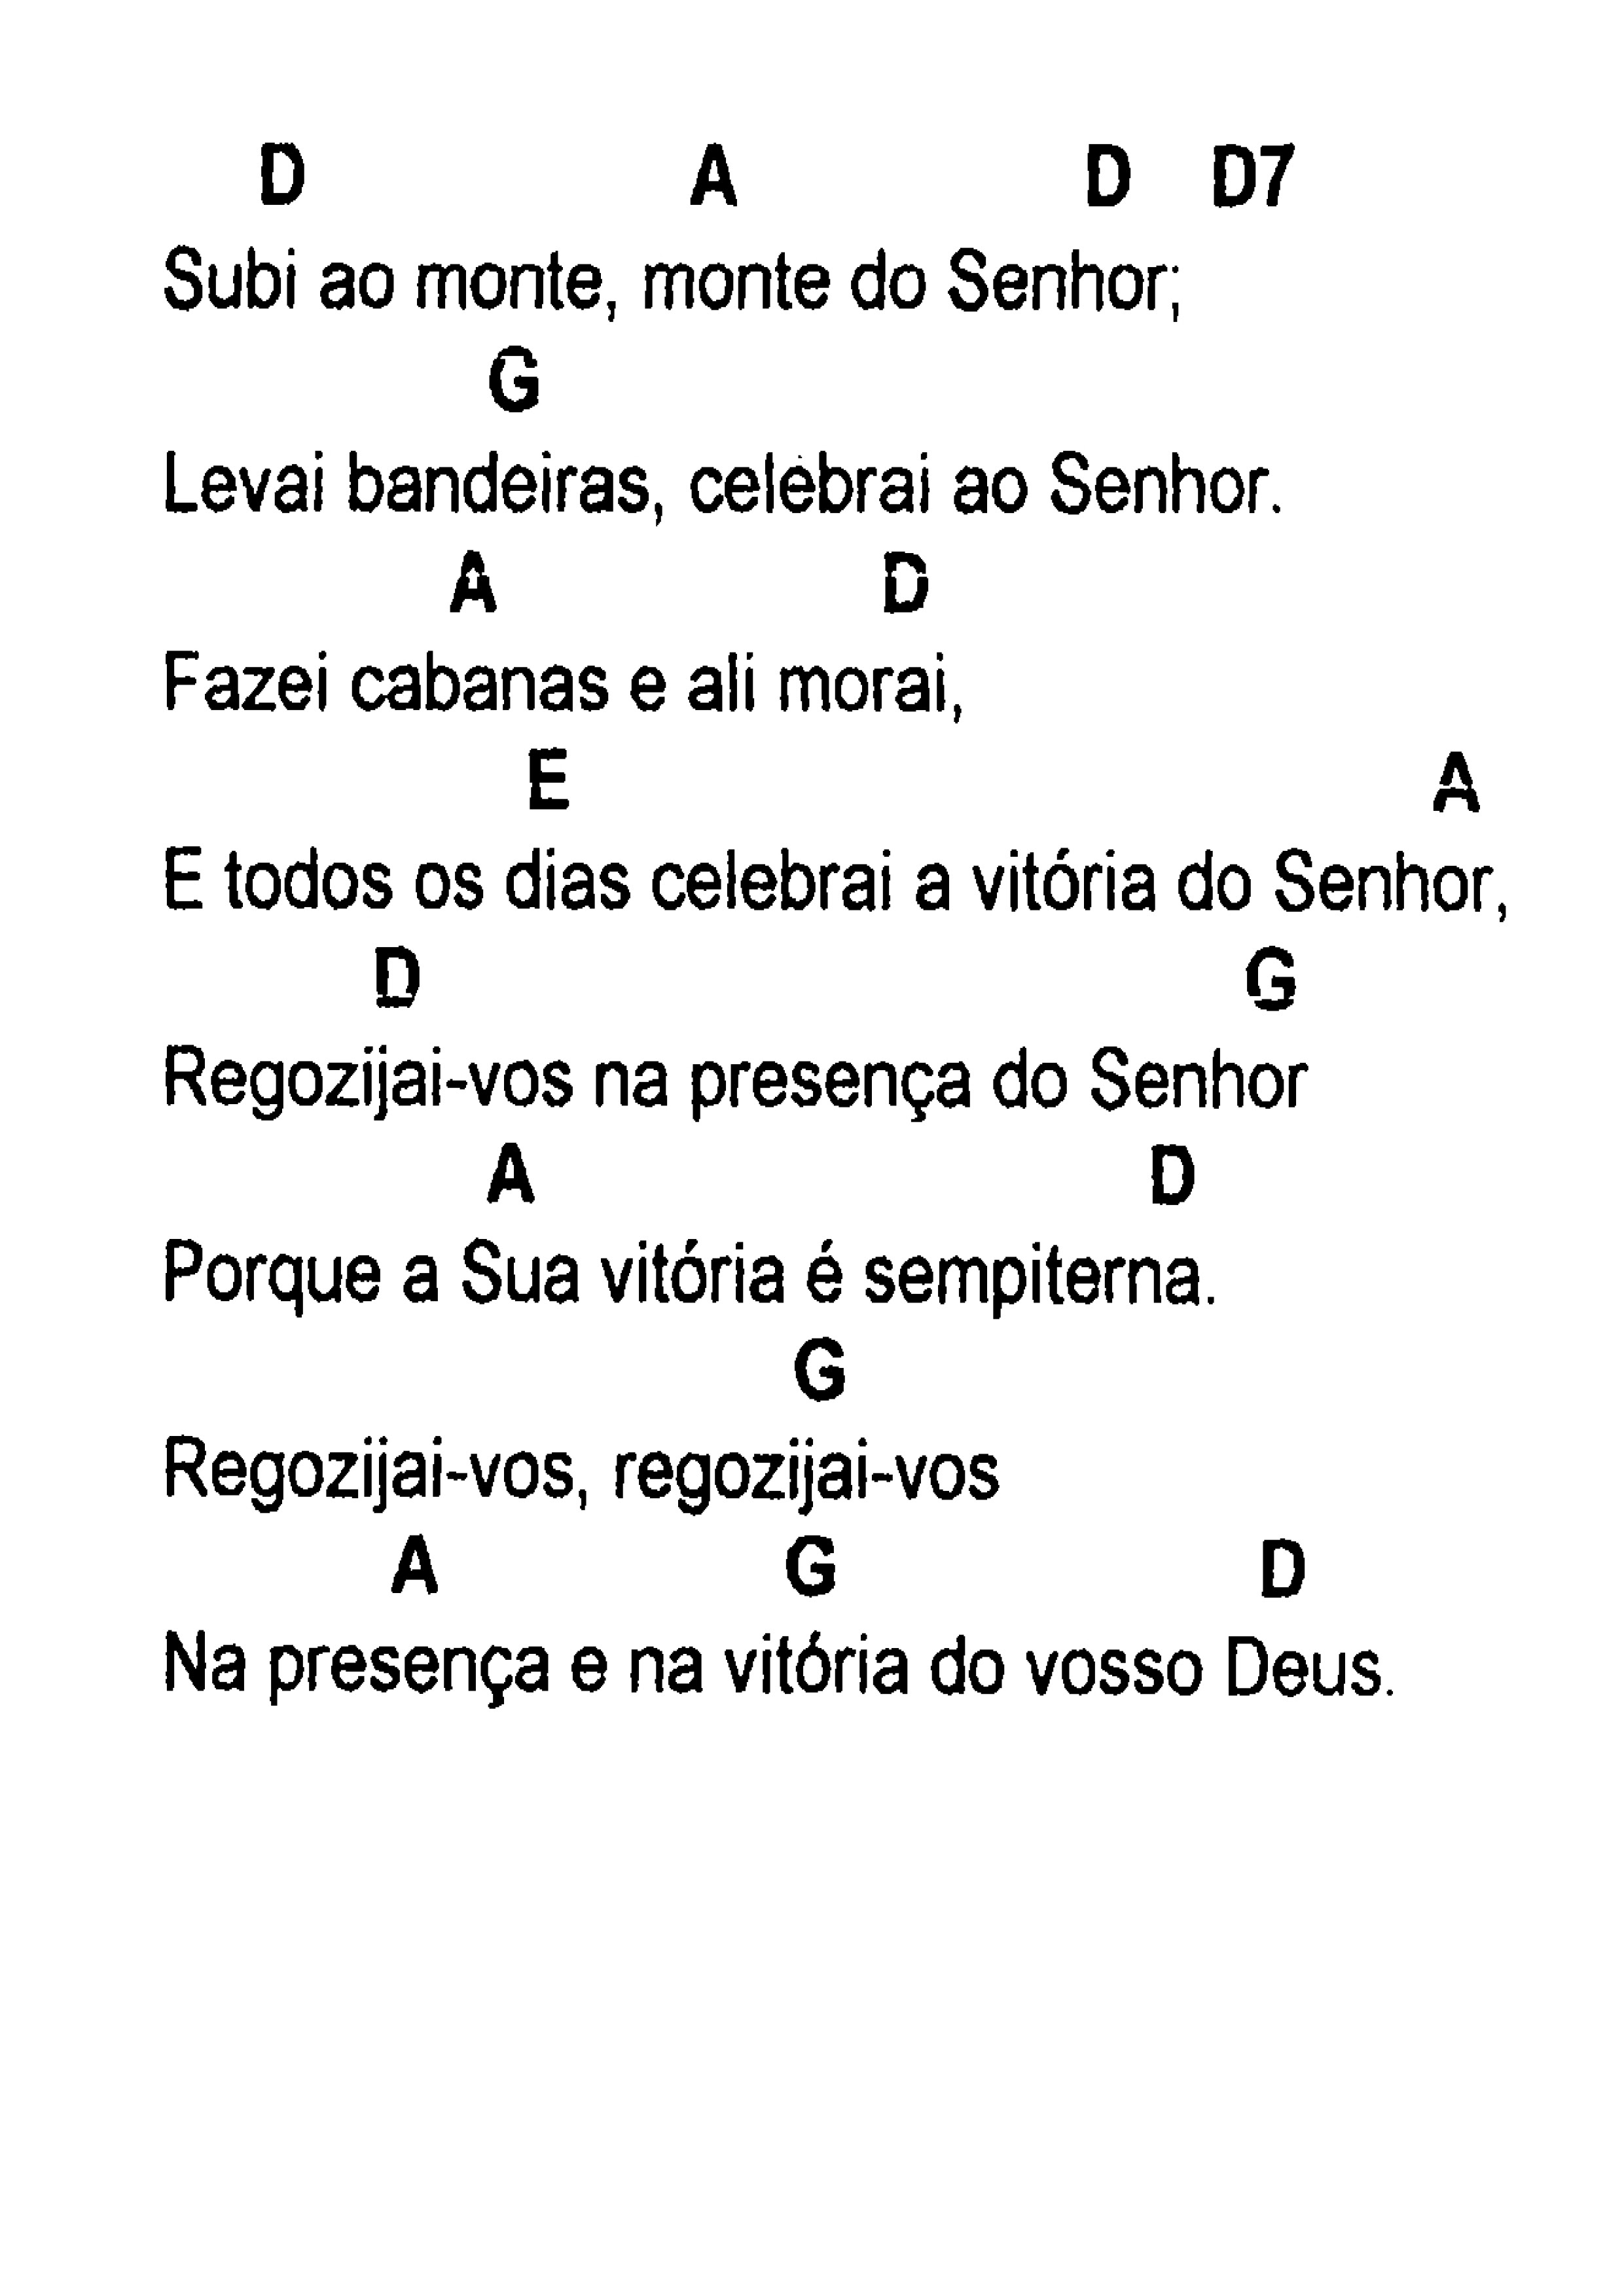 D A D D7
Subi ao monte, monte do Senhor;
G
Levai bandeiras, celebrai ao Senhor.
A D
Fazei cabanas e ali morai,
E A
E todos os dias celebrai a vitória do Senhor,
D G
Regozijai-vos na presença do Senhor
A D
Porque a Sua vitória é sempiterna.
G
Regozijai-vos, regozijai-vos
A G D
Na presença e na vitória do vosso Deus.